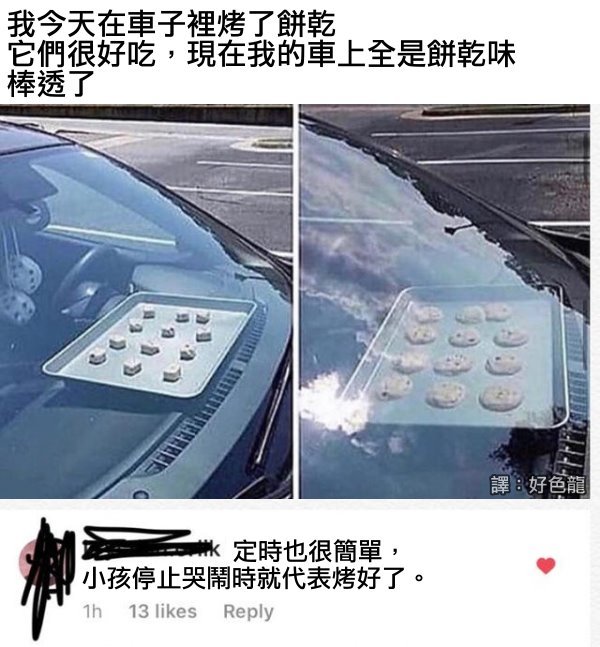 我今天在車子裡烤了餅乾
它們很好吃，現在我的車上全是餅乾味
棒透了
譯：好色龍
定時也很簡單，
小孩停止哭鬧時就代表烤好了。
1h 13 likes Reply